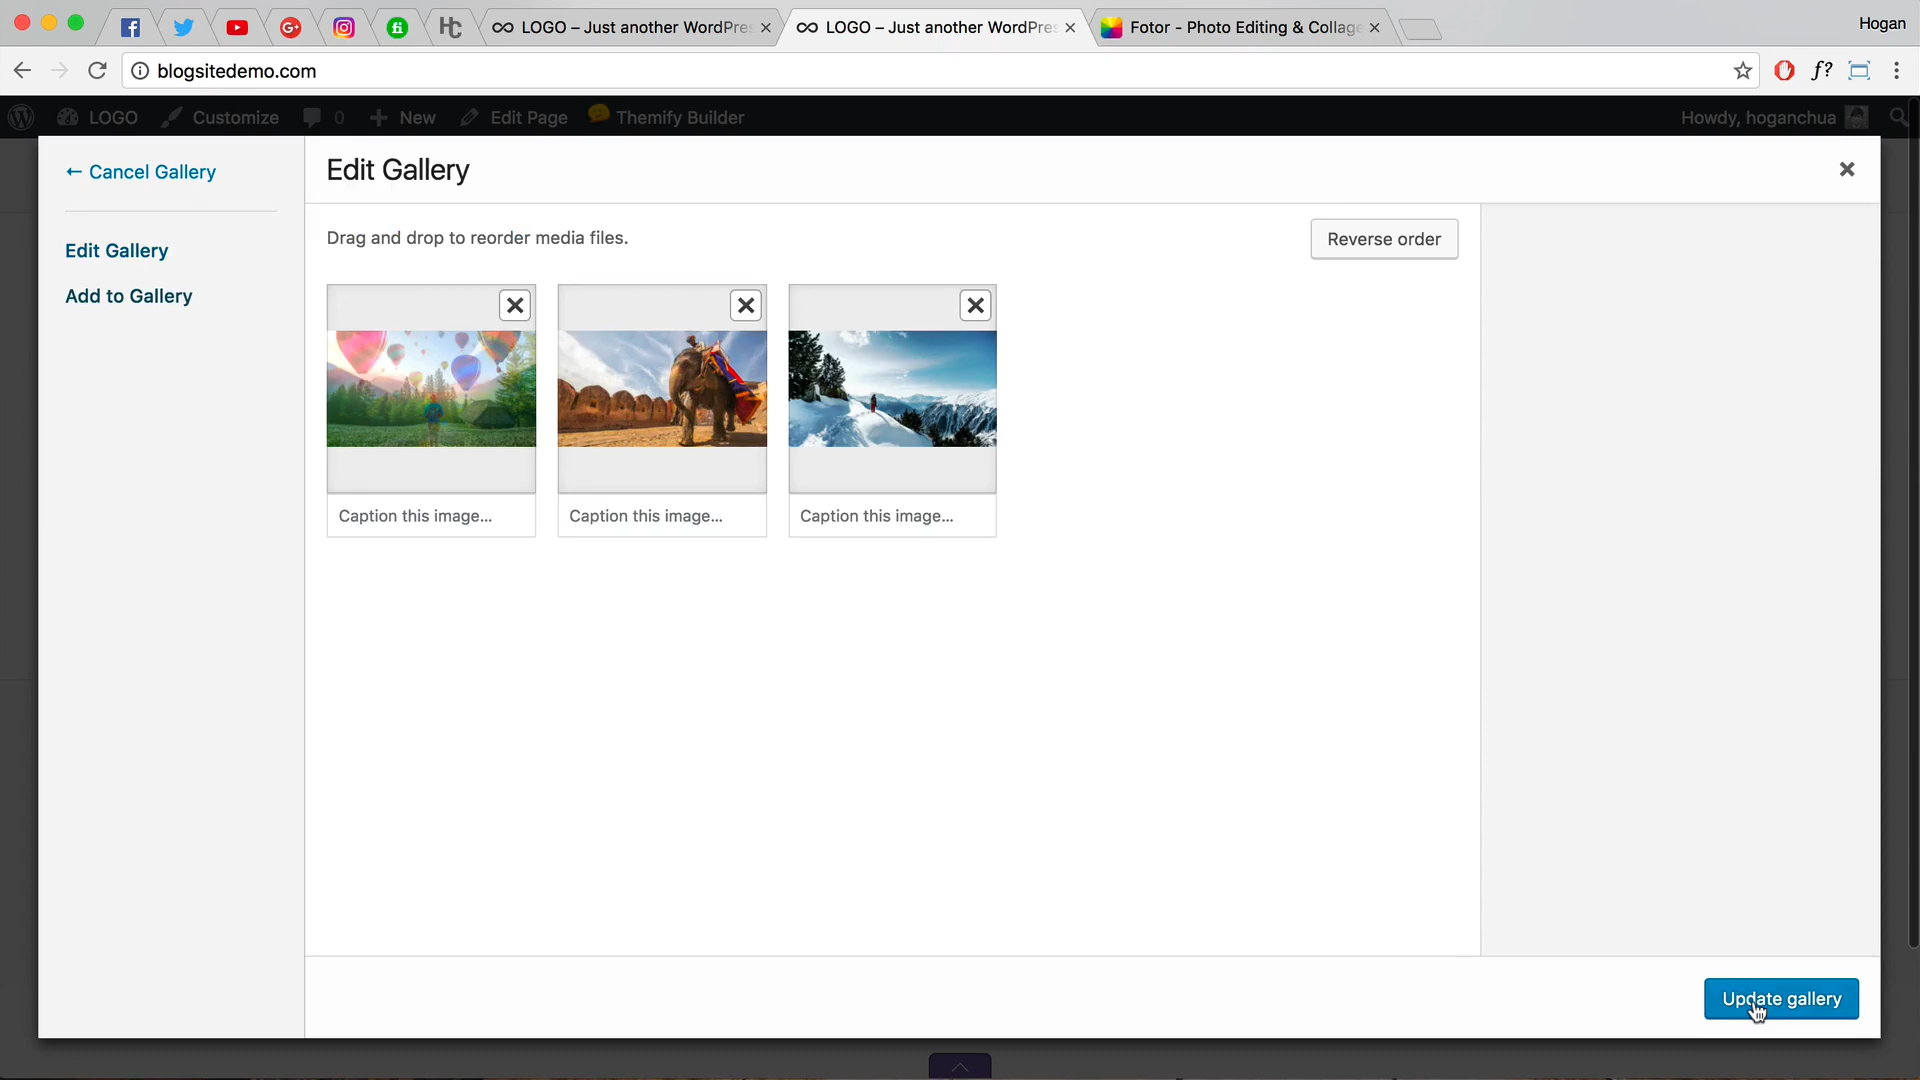 LOGO – Just another WordPres
LOGO – Just another WordPres
Fotor - Photo Editing & Collage
Hogan
blogsitedemo.com
f?
LOGO
Customize
0
New
Edit Page
Themify Builder
Howdy, hoganchua
← Cancel Gallery
Edit Gallery
Edit Gallery
Add to Gallery
Drag and drop to reorder media files.
Reverse order
Caption this image...
Caption this image...
Caption this image...
Update gallery